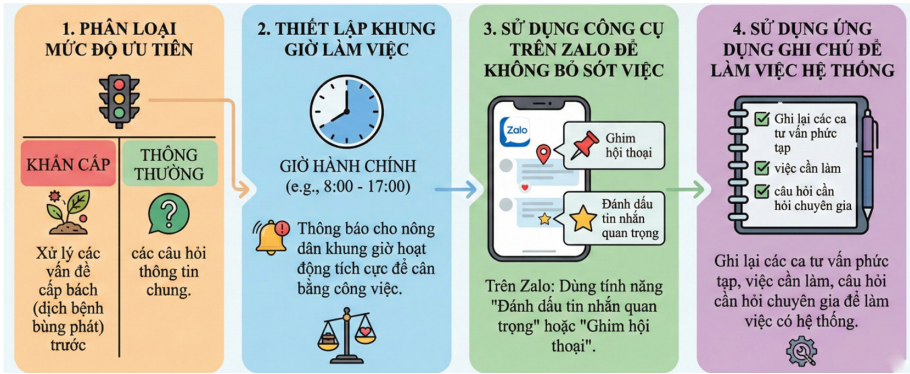 1. PHÂN LOẠI
MỨC ĐỘ ƯU TIÊN
KHẨN CẤP
Xử lý các
vấn đề
cấp bách
(dịch bệnh
bùng phát)
trước
THÔNG
THƯỜNG
các câu hỏi
thông tin
chung.
2. THIẾT LẬP KHUNG
GIỜ LÀM VIỆC
GIỜ HÀNH CHÍNH
(e.g., 8:00 - 17:00)
Thông báo cho nông
dân khung giờ hoạt
động tích cực để cân
bằng công việc.
3. SỬ DỤNG CÔNG CỤ
TRÊN ZALO ĐỂ
KHÔNG BỎ SÓT VIỆC
Zalo
Ghim
hội thoại
Đánh dấu
tin nhắn
quan trọng
Trên Zalo: Dùng tính năng
"Đánh dấu tin nhắn quan
trọng" hoặc "Ghim hội
thoại".
4. SỬ DỤNG ỨNG
DỤNG GHI CHÚ ĐỂ
LÀM VIỆC HỆ THỐNG
Ghi lại các ca
tư vấn phức
tạp
việc cần làm
câu hỏi cần
hỏi chuyên gia
Ghi lại các ca tư vấn phức
tạp, việc cần làm, câu hỏi
cần hỏi chuyên gia để làm
việc có hệ thống.